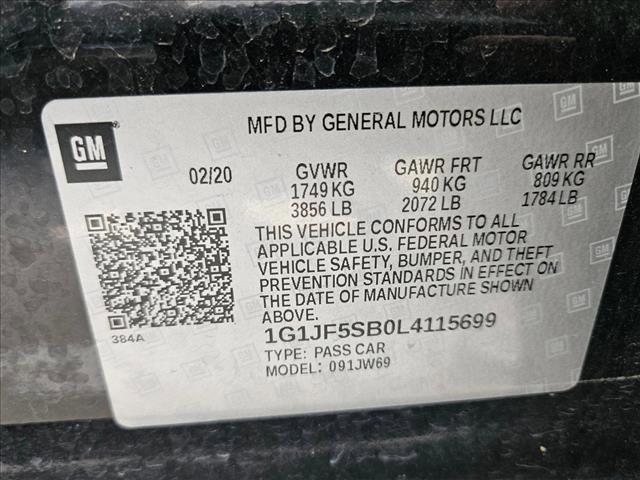 GM
MFD BY GENERAL MOTORS LLC
02/20 GVWR GAWR FRT GAWR RR
1749 KG 940 KG 809 KG
3856 LB 2072 LB 1784 LB
THIS VEHICLE CONFORMS TO ALL
APPLICABLE U.S. FEDERAL MOTOR
VEHICLE SAFETY, BUMPER, AND THEFT
PREVENTION STANDARDS IN EFFECT ON
THE DATE OF MANUFACTURE SHOWN
ABOVE.
384A
1G1JF5SB0L4115699
TYPE: PASS CAR
MODEL: 091JW69